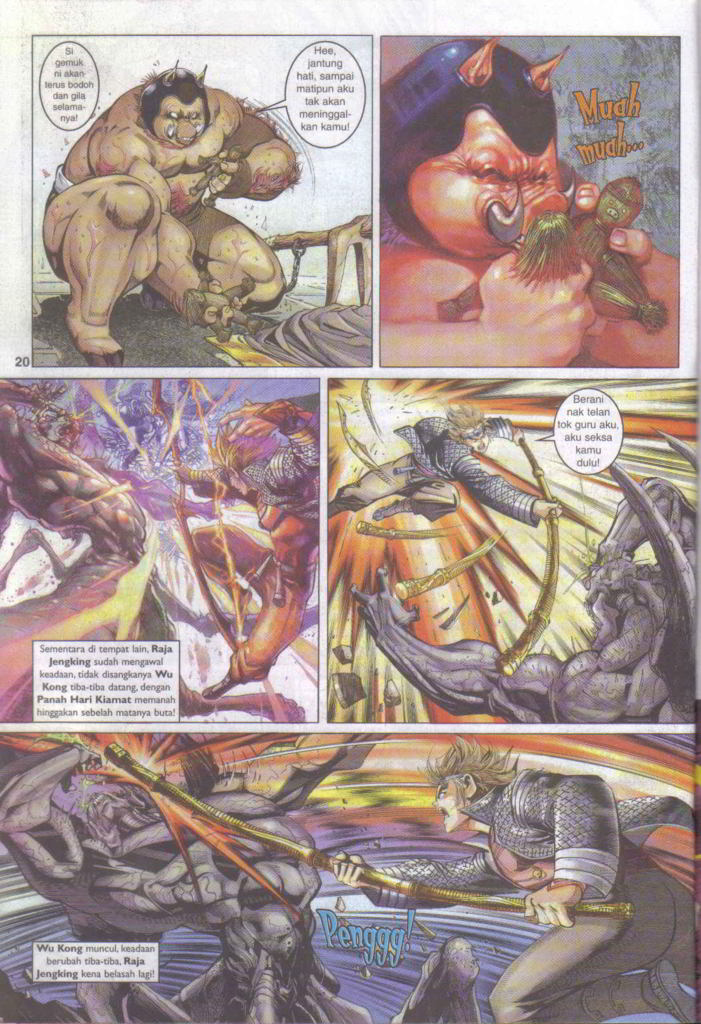 Si
gemuk
ni akan
terus bodoh
dan gila
selama-
nya!
Hee,
jantung
hati, sampai
matipun aku
tak akan
meninggal-
kan kamu!
Muah
muah...
20
Sementara di tempat lain, Raja
Jengking sudah mengawal
keadaan, tidak disangkanya Wu
Kong tiba-tiba datang, dengan
Panah Hari Kiamat memanah
hinggakan sebelah matanya buta!
Berani
nak telan
tok guru aku,
aku seksa
kamu
dulu!
Penggg!
Wu Kong muncul, keadaan
berubah tiba-tiba, Raja
Jengking kena belasah lagi!